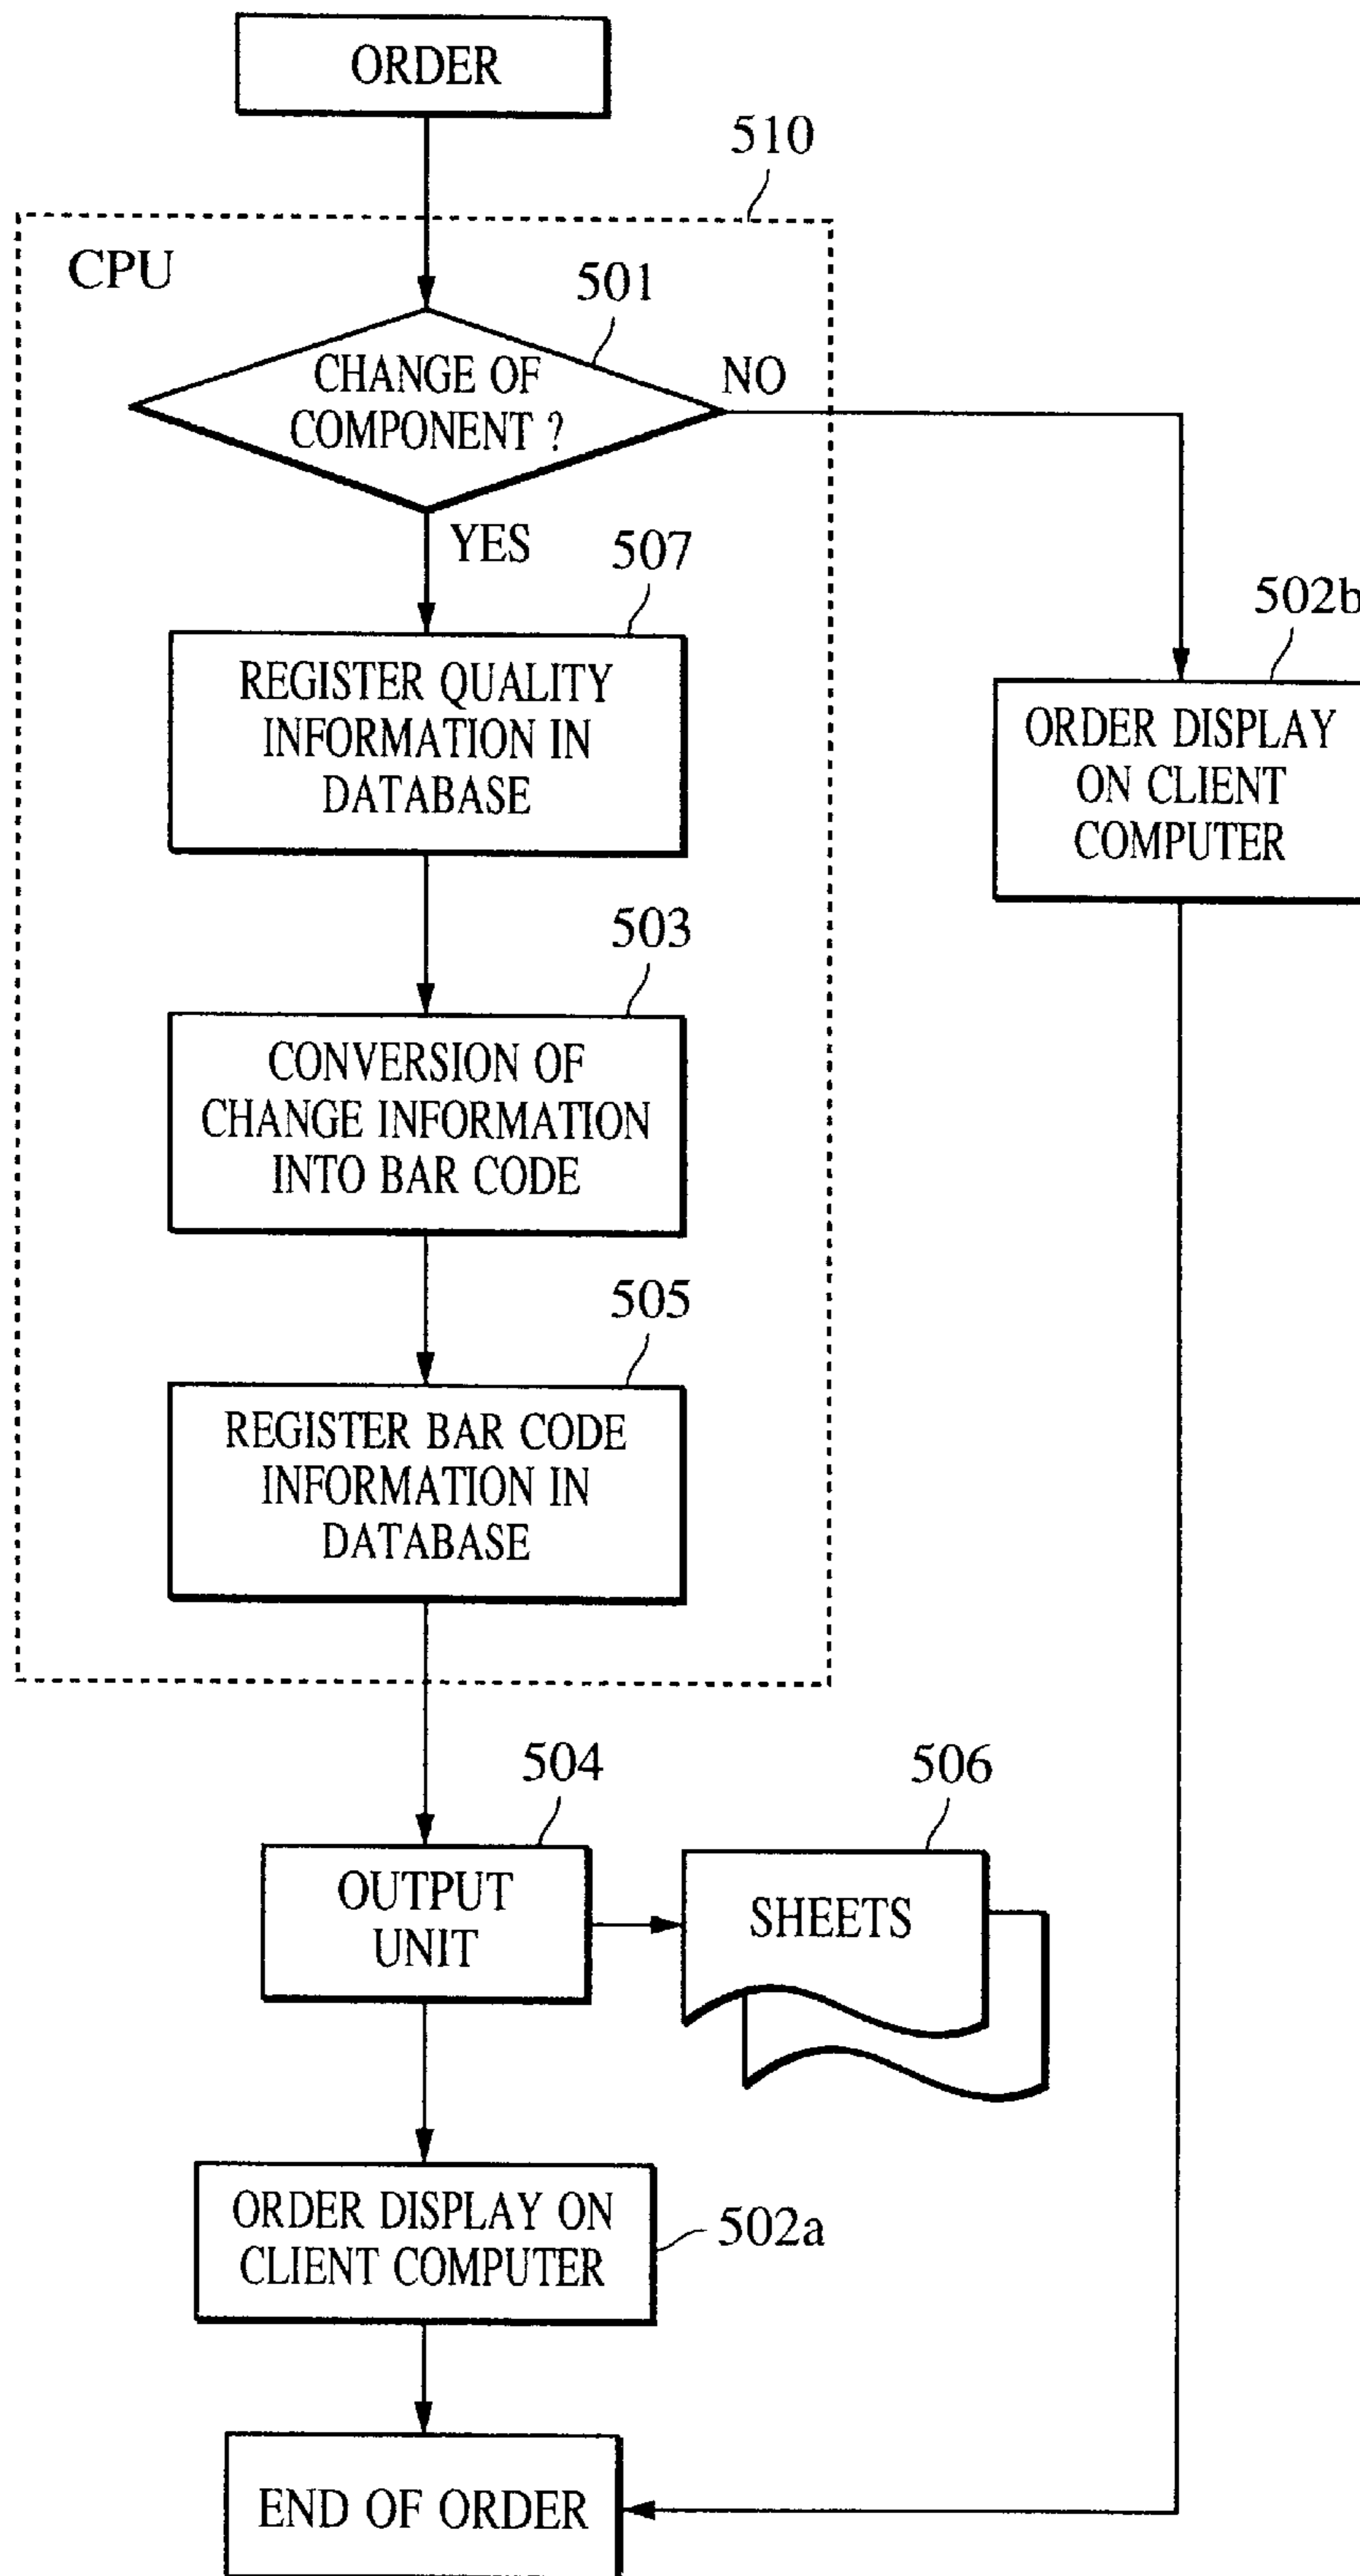 ORDER
510
CPU
501
CHANGE OF
COMPONENT ?
NO
YES
507
502b
REGISTER QUALITY
INFORMATION IN
DATABASE
ORDER DISPLAY
ON CLIENT
COMPUTER
503
CONVERSION OF
CHANGE INFORMATION
INTO BAR CODE
505
REGISTER BAR CODE
INFORMATION IN
DATABASE
504
506
OUTPUT
UNIT
SHEETS
ORDER DISPLAY ON
CLIENT COMPUTER
502a
END OF ORDER